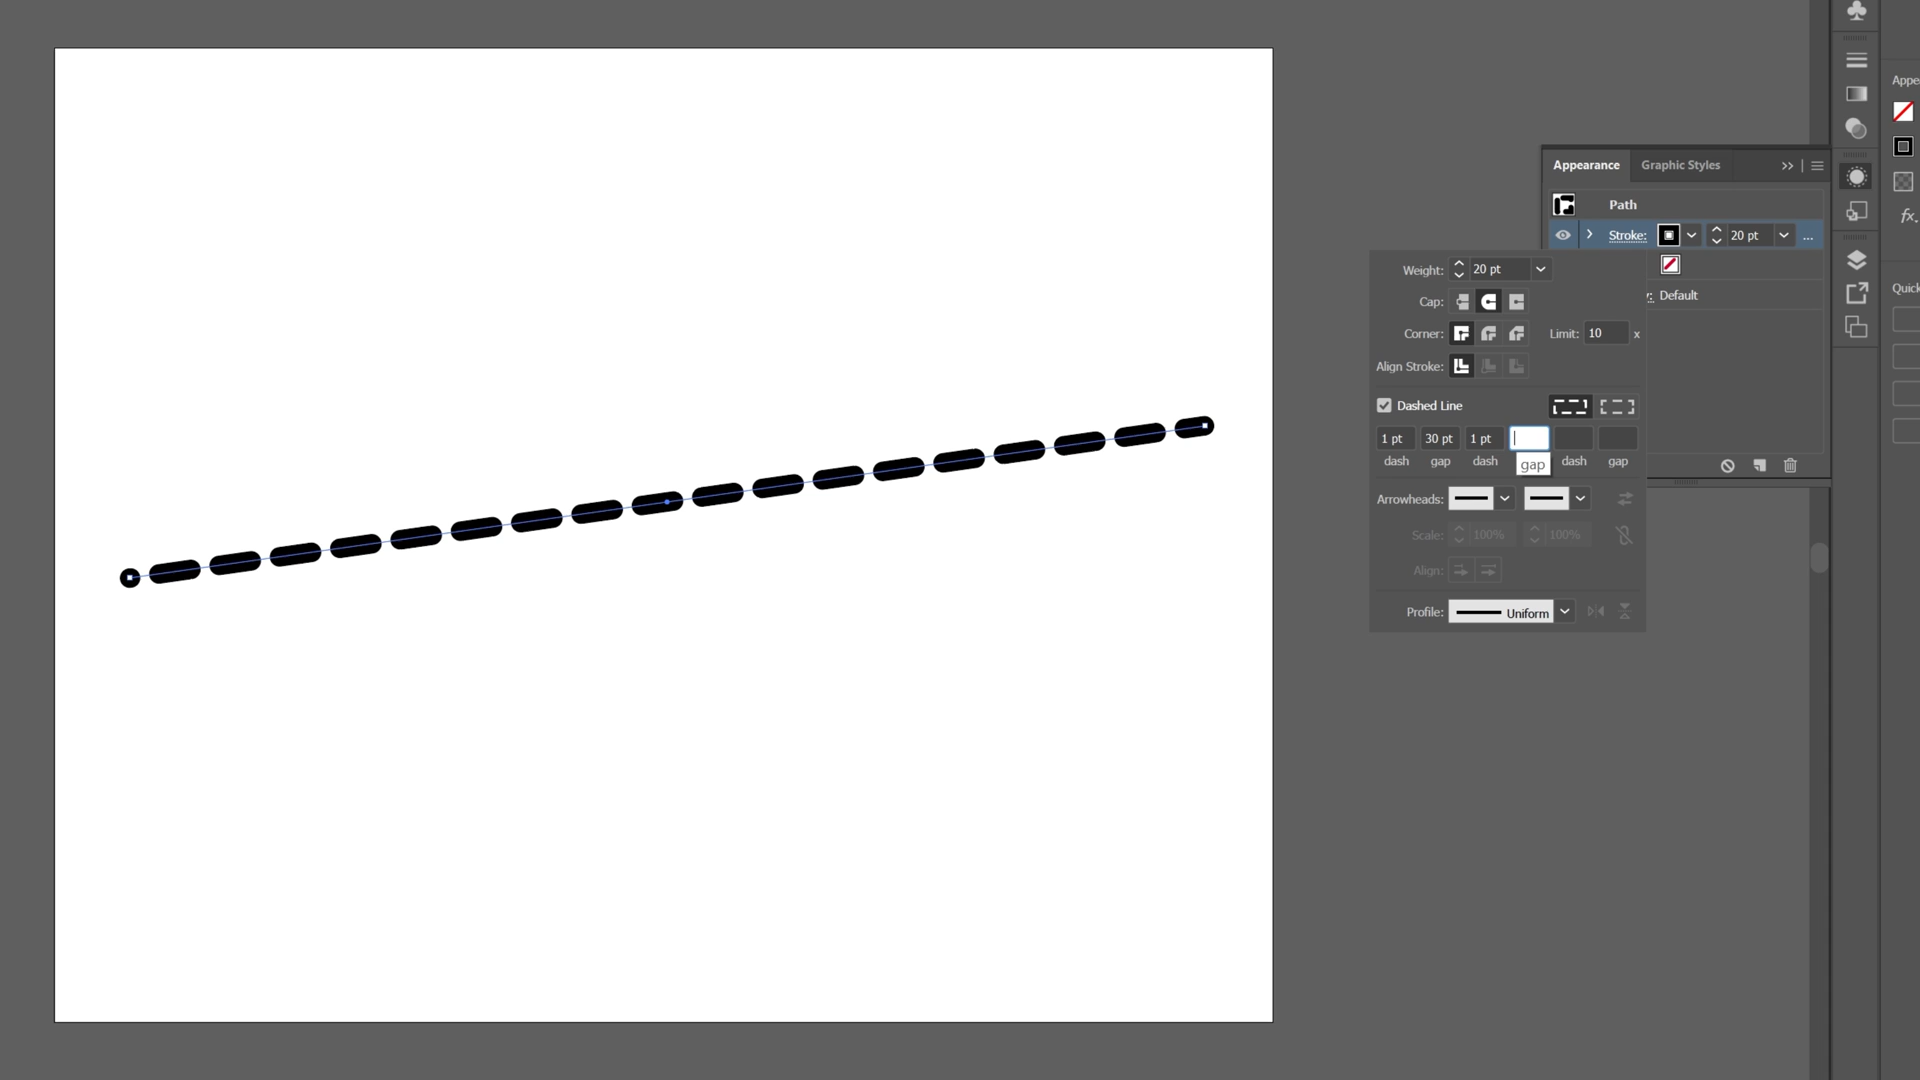 Appe
Appearance
Graphic Styles
Path
Stroke:
20 pt
...
fx.
Weight:
20 pt
Default
Quick
Cap:
Corner:
Limit:
10
x
Align Stroke:
Dashed Line
1 pt
30 pt
1 pt
dash
gap
dash
gap
dash
gap
Arrowheads:
Scale:
100%
100%
Align:
Profile:
Uniform